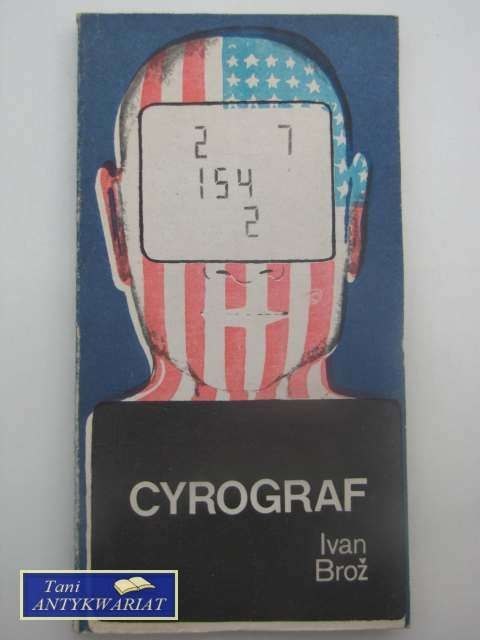 2 7
154
2
CYROGRAF
Ivan
Brož
Tani
ANTYKWARIAT